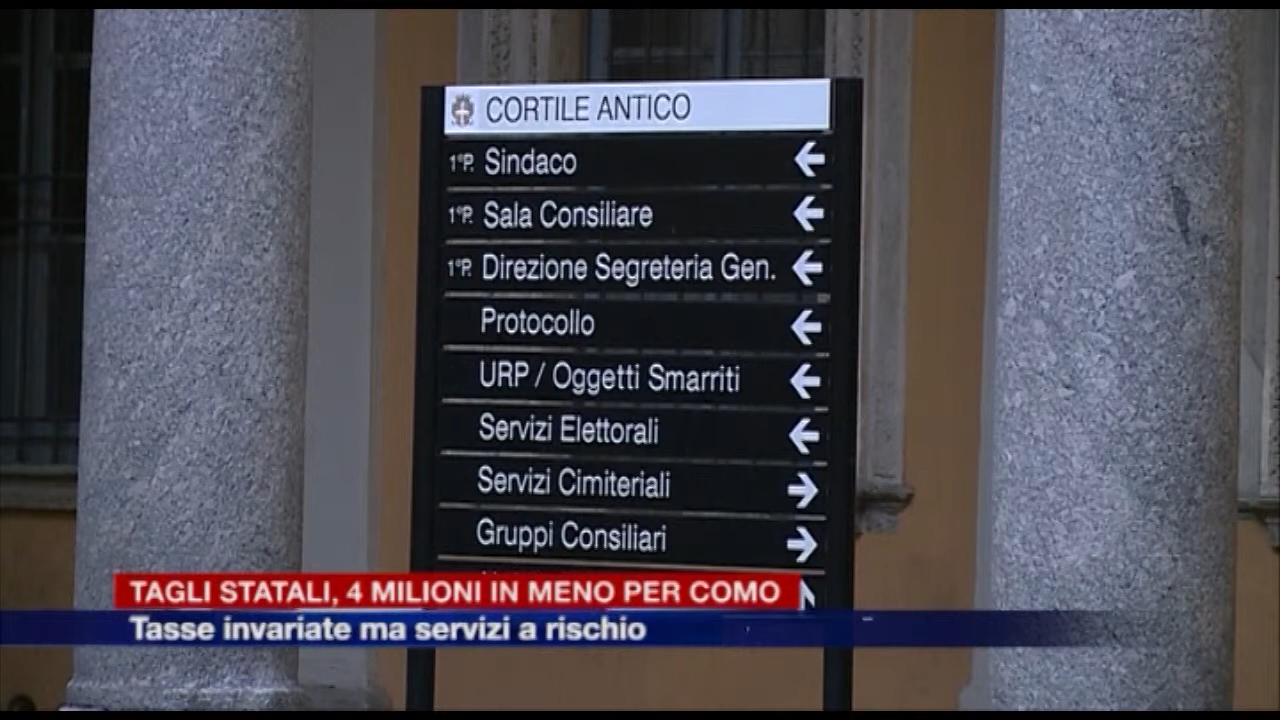 CORTILE ANTICO
1°P. Sindaco
1°P. Sala Consiliare
1°P. Direzione Segreteria Gen.
Protocollo
URP / Oggetti Smarriti
Servizi Elettorali
Servizi Cimiteriali
Gruppi Consiliari
TAGLI STATALI, 4 MILIONI IN MENO PER COMO
Tasse invariate ma servizi a rischio